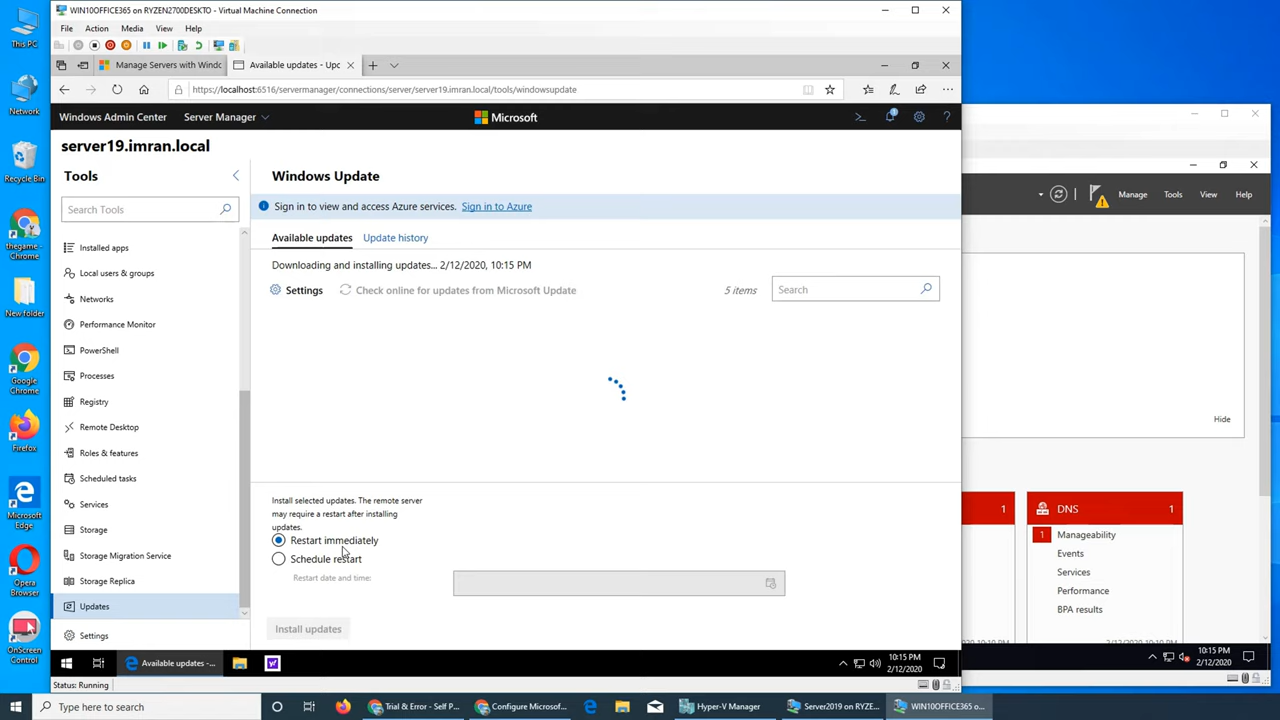 This PC
Network
Recycle Bin
thegame -
Chrome
New folder
Google
Chrome
Firefox
Microsoft
Edge
Opera
Browser
OnScreen
Control
WIN10OFFICE365 on RYZEN2700DESKTO - Virtual Machine Connection
File Action Media View Help
Manage Servers with Windo
Available updates - Upc
https://localhost:6516/servermanager/connections/server/server19.imran.local/tools/windowsupdate
Windows Admin Center Server Manager Microsoft
server19.imran.local
Tools
Search Tools
Installed apps
Local users & groups
Networks
Performance Monitor
PowerShell
Processes
Registry
Remote Desktop
Roles & features
Scheduled tasks
Services
Storage
Storage Migration Service
Storage Replica
Updates
Settings
Windows Update
Sign in to view and access Azure services. Sign in to Azure
Available updates Update history
Downloading and installing updates... 2/12/2020, 10:15 PM
Settings Check online for updates from Microsoft Update 5 items Search
Install selected updates. The remote server
may require a restart after installing
updates.
Restart immediately
Schedule restart
Restart date and time:
Install updates
Available updates -...
10:15 PM
2/12/2020
Status: Running
Manage Tools View Help
Hide
1
DNS 1
1 Manageability
Events
Services
Performance
BPA results
10:15 PM
2/12/2020
Type here to search
Trial & Error - Self P...
Configure Microsof...
Hyper-V Manager
Server2019 on RYZE...
WIN10OFFICE365 o...